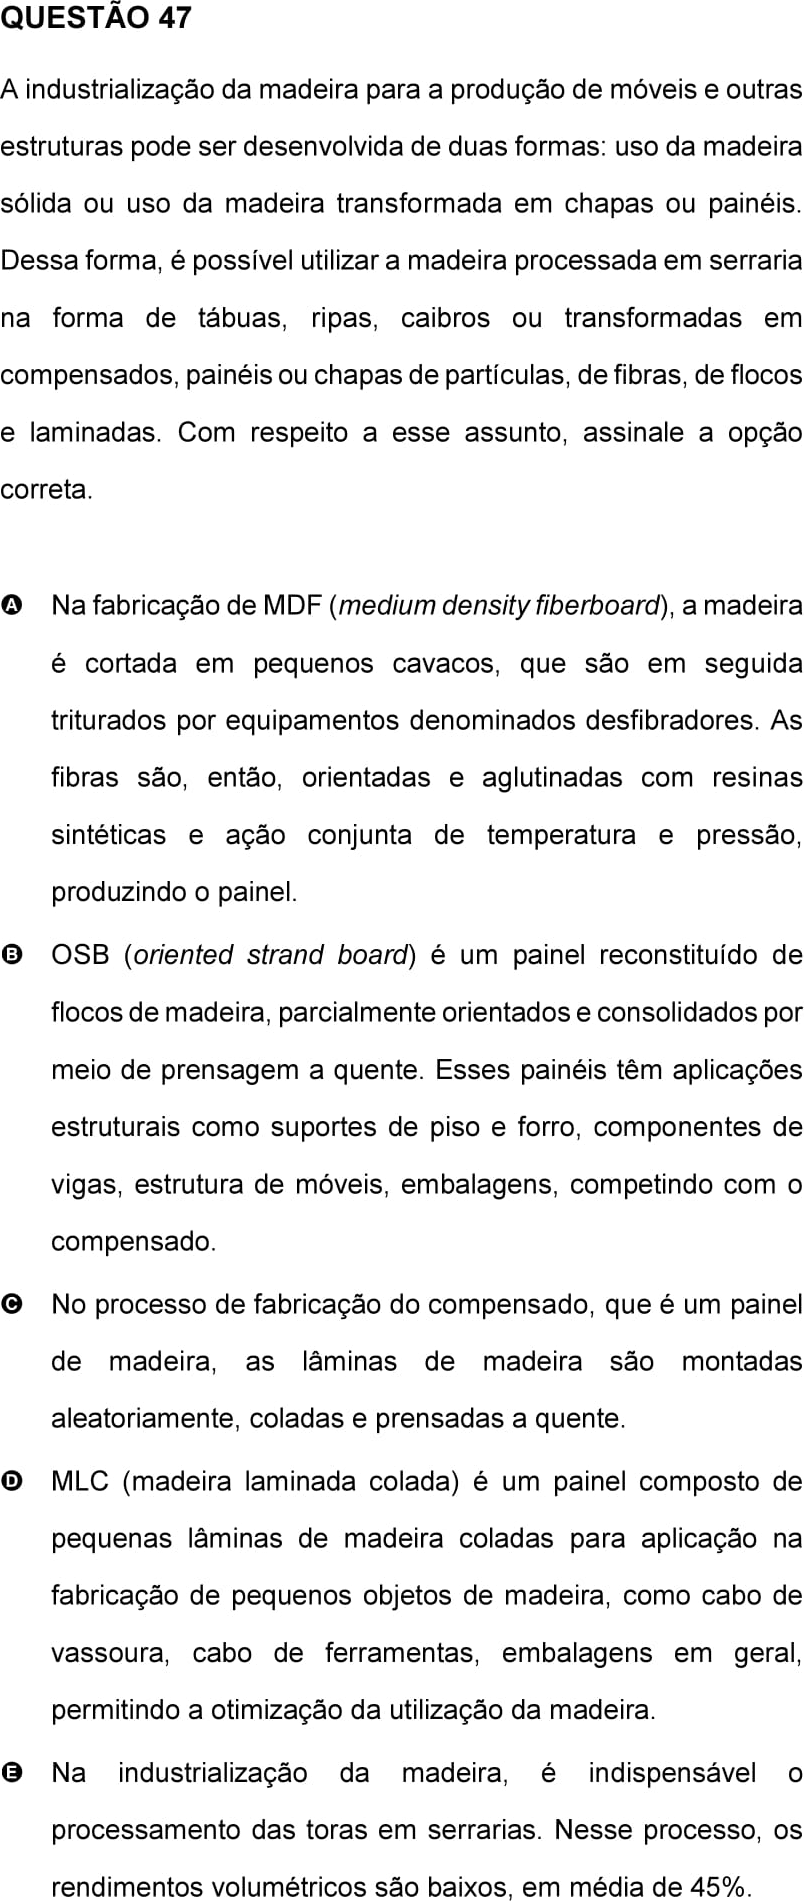 QUESTÃO 47
A industrialização da madeira para a produção de móveis e outras
estruturas pode ser desenvolvida de duas formas: uso da madeira
sólida ou uso da madeira transformada em chapas ou painéis.
Dessa forma, é possível utilizar a madeira processada em serraria
na forma de tábuas, ripas, caibros ou transformadas em
compensados, painéis ou chapas de partículas, de fibras, de flocos
e laminadas. Com respeito a esse assunto, assinale a opção
correta.
A Na fabricação de MDF (medium density fiberboard), a madeira
é cortada em pequenos cavacos, que são em seguida
triturados por equipamentos denominados desfibradores. As
fibras são, então, orientadas e aglutinadas com resinas
sintéticas e ação conjunta de temperatura e pressão,
produzindo o painel.
B OSB (oriented strand board) é um painel reconstituído de
flocos de madeira, parcialmente orientados e consolidados por
meio de prensagem a quente. Esses painéis têm aplicações
estruturais como suportes de piso e forro, componentes de
vigas, estrutura de móveis, embalagens, competindo com o
compensado.
C No processo de fabricação do compensado, que é um painel
de madeira, as lâminas de madeira são montadas
aleatoriamente, coladas e prensadas a quente.
D MLC (madeira laminada colada) é um painel composto de
pequenas lâminas de madeira coladas para aplicação na
fabricação de pequenos objetos de madeira, como cabo de
vassoura, cabo de ferramentas, embalagens em geral,
permitindo a otimização da utilização da madeira.
E Na industrialização da madeira, é indispensável o
processamento das toras em serrarias. Nesse processo, os
rendimentos volumétricos são baixos, em média de 45%.